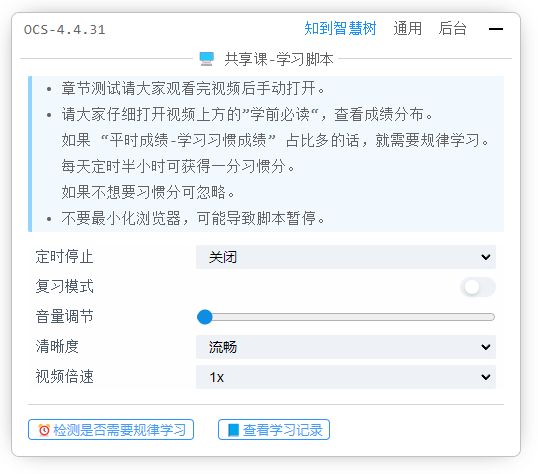 OCS-4.4.31 知到智慧树 通用 后台
共享课-学习脚本
• 章节测试请大家观看完视频后手动打开。
• 请大家仔细打开视频上方的”学前必读“，查看成绩分布。
如果 “平时成绩-学习习惯成绩” 占比多的话，就需要规律学习。
每天定时半小时可获得一分习惯分。
如果不想要习惯分可忽略。
• 不要最小化浏览器，可能导致脚本暂停。
定时停止 关闭
复习模式
音量调节
清晰度 流畅
视频倍速 1x
检测是否需要规律学习 查看学习记录